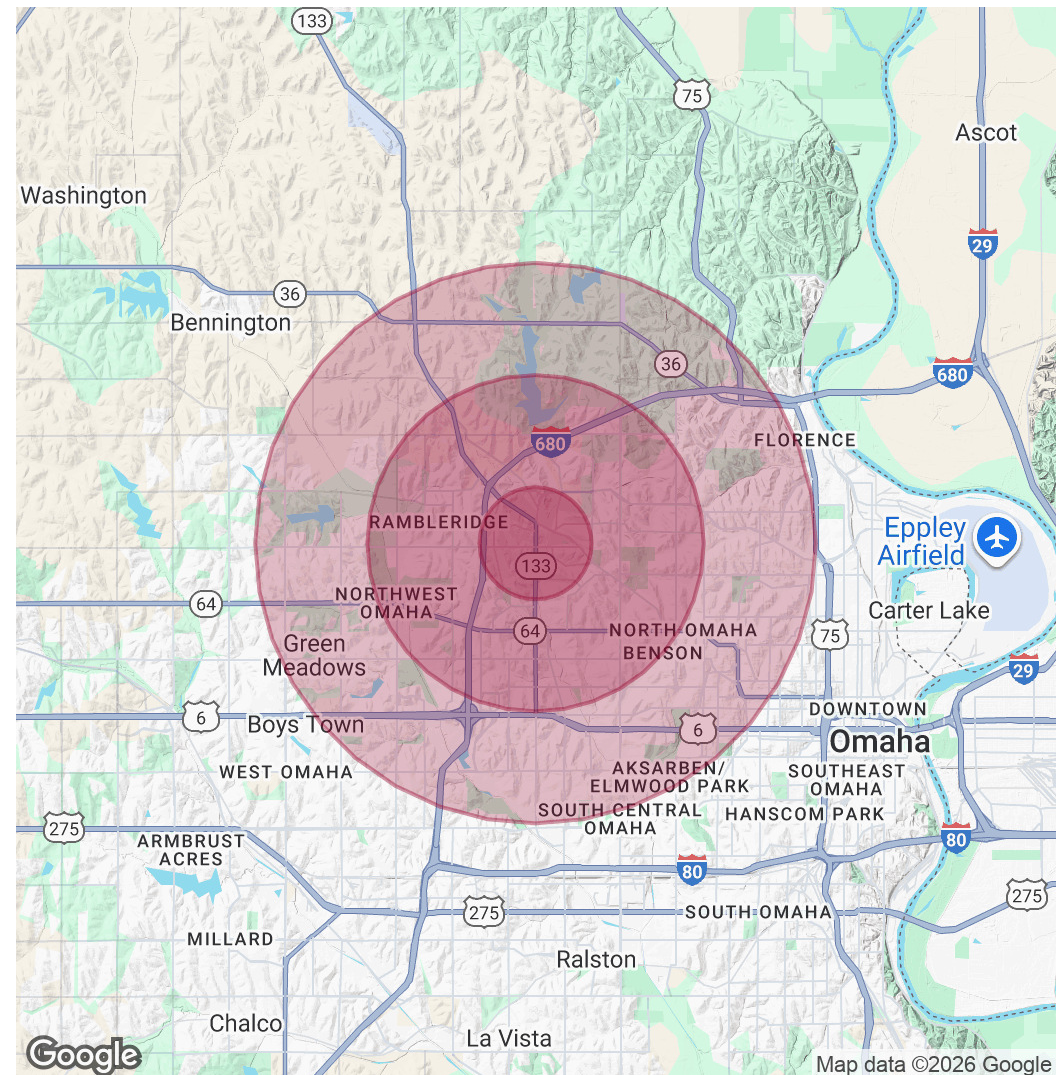 133
75
Ascot
Washington
29
36
Bennington
36
680
680
FLORENCE
RAMBLERIDGE
Eppley
Airfield
133
NORTHWEST
OMAHA
64
Carter Lake
64
NORTH OMAHA
75
Green
Meadows
BENSON
29
6
Boys Town
DOWNTOWN
6
Omaha
WEST OMAHA
AKSARBEN/
ELMWOOD PARK
SOUTHEAST
OMAHA
SOUTH CENTRAL
OMAHA
HANSCOM PARK
275
ARMBRUST
ACRES
80
80
275
275
SOUTH OMAHA
MILLARD
Ralston
Chalco
La Vista
Google
Map data ©2026 Google